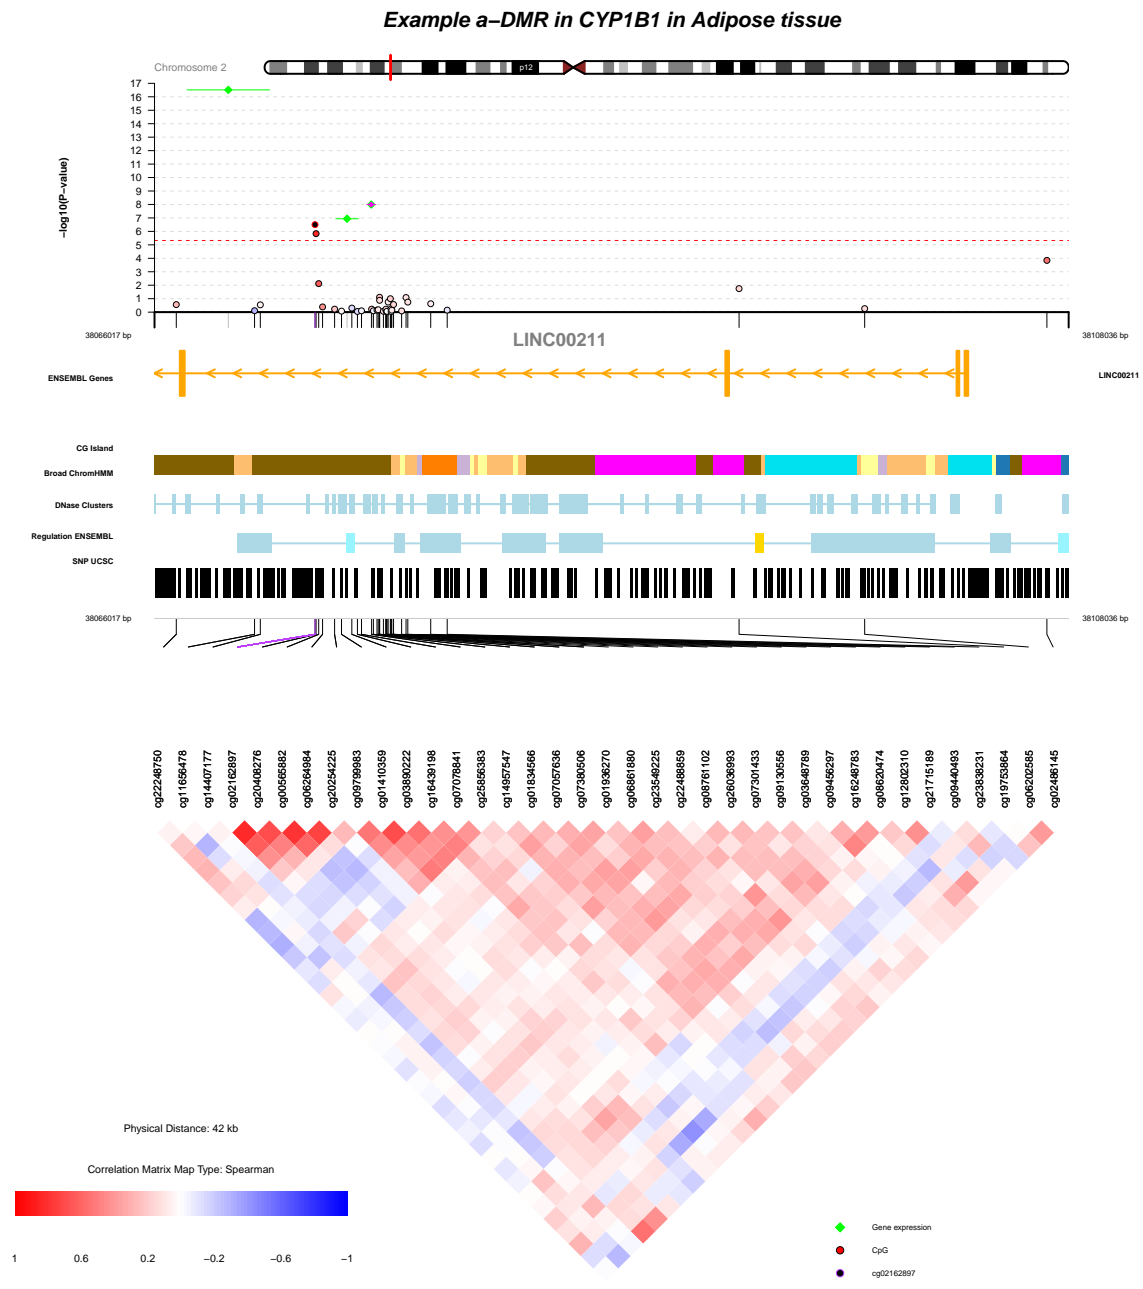 Example a–DMR in CYP1B1 in Adipose tissue
Chromosome 2
p12
−log10(P−value)
17
16
15
14
13
12
11
10
9
8
7
6
5
4
3
2
1
0
38066017 bp
38108036 bp
LINC00211
ENSEMBL Genes
LINC00211
CG Island
Broad ChromHMM
DNase Clusters
Regulation ENSEMBL
SNP UCSC
38066017 bp
38108036 bp
cg22248750
cg11656478
cg14407177
cg02162897
cg20408276
cg00565882
cg06264984
cg20254225
cg09799983
cg01410359
cg03890222
cg16439198
cg07078841
cg25856383
cg14957547
cg01834566
cg07057636
cg07380506
cg01936270
cg06861880
cg23549225
cg22488859
cg08761102
cg26036993
cg07301433
cg09130556
cg03648789
cg09456297
cg16248783
cg08620474
cg12802310
cg21715189
cg09440493
cg23838231
cg19753864
cg06202585
cg02486145
Physical Distance: 42 kb
Correlation Matrix Map Type: Spearman
1 0.6 0.2 −0.2 −0.6 −1
Gene expression
CpG
cg02162897